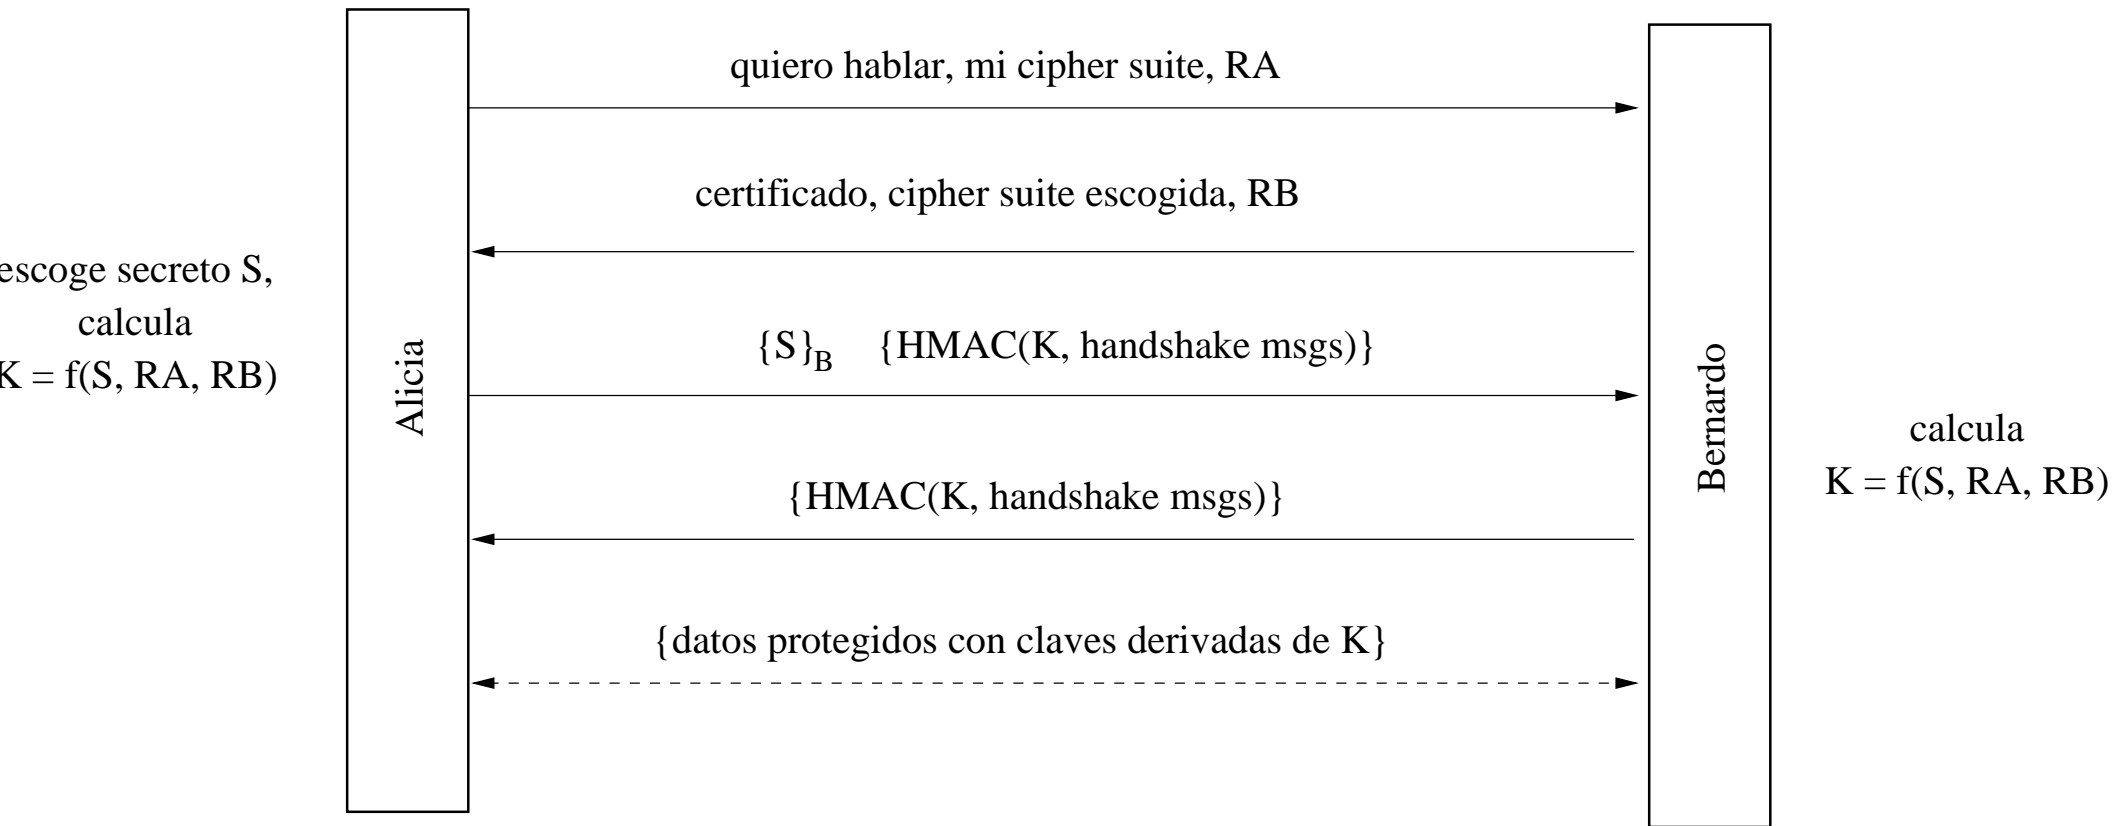 quiero hablar, mi cipher suite, RA
certificado, cipher suite escogida, RB
escoge secreto S,
calcula
K = f(S, RA, RB)
Alicia
{S}B {HMAC(K, handshake msgs)}
Bernardo
calcula
K = f(S, RA, RB)
{HMAC(K, handshake msgs)}
{datos protegidos con claves derivadas de K}